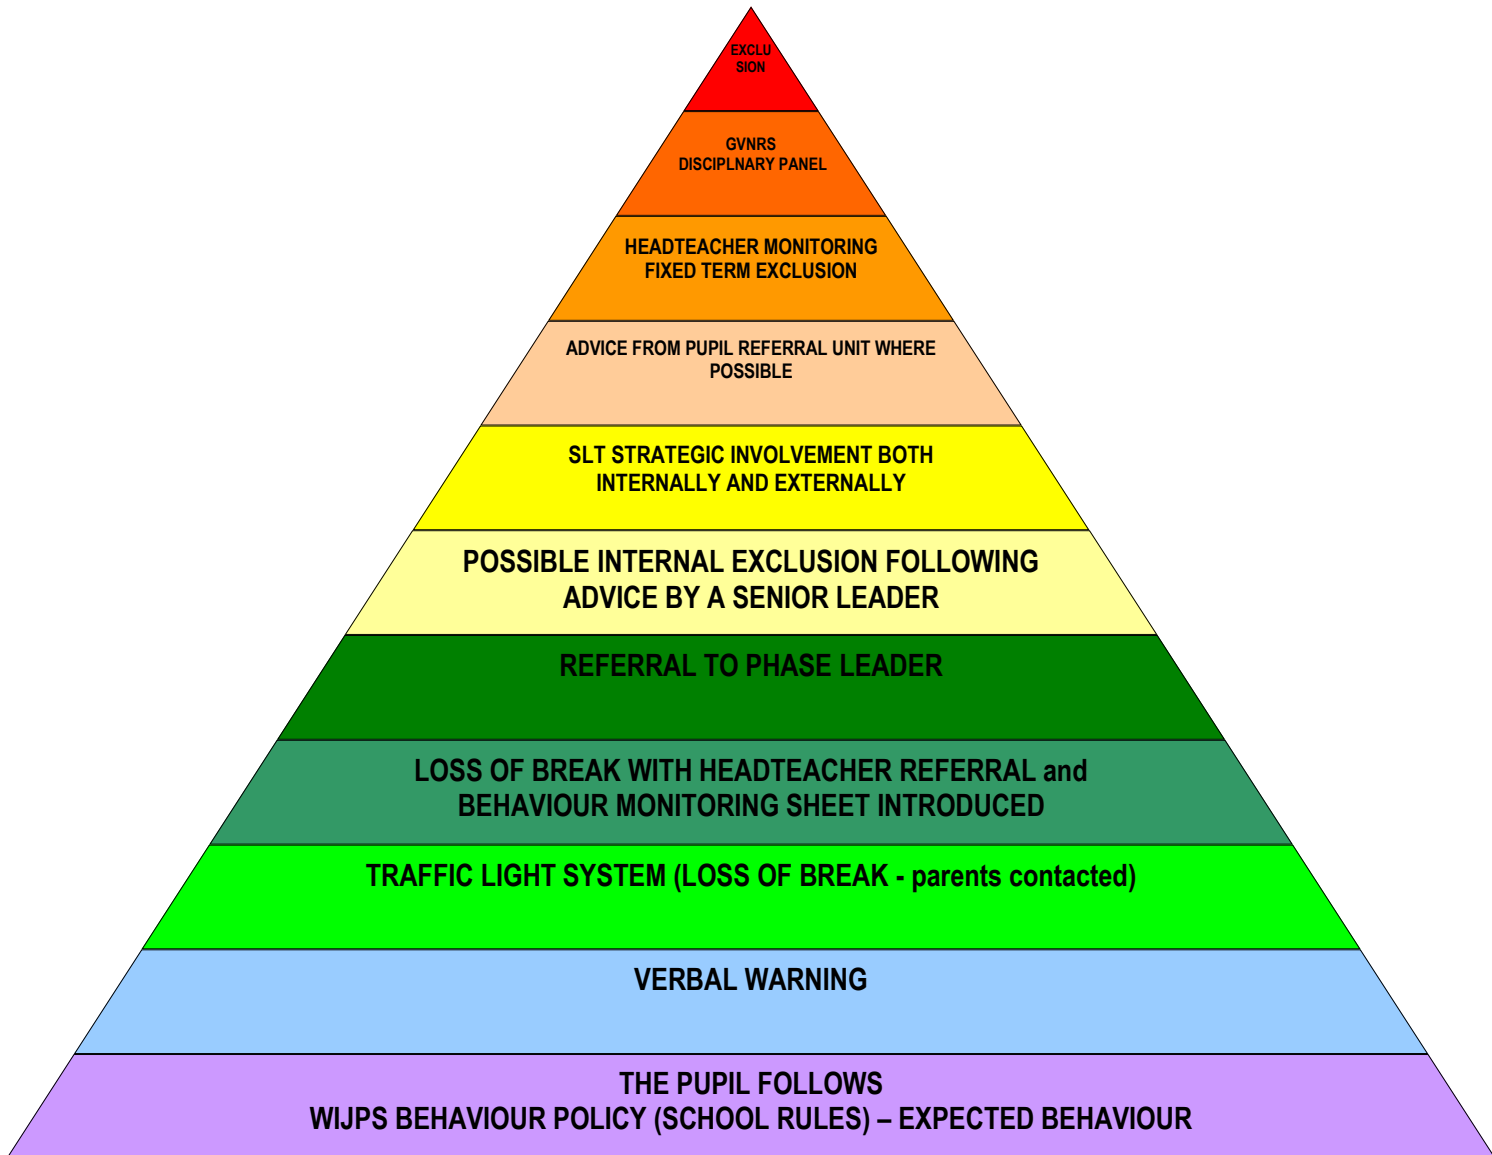 EXCLU
SION
GVNRS
DISCIPLNARY PANEL
HEADTEACHER MONITORING
FIXED TERM EXCLUSION
ADVICE FROM PUPIL REFERRAL UNIT WHERE
POSSIBLE
SLT STRATEGIC INVOLVEMENT BOTH
INTERNALLY AND EXTERNALLY
POSSIBLE INTERNAL EXCLUSION FOLLOWING
ADVICE BY A SENIOR LEADER
REFERRAL TO PHASE LEADER
LOSS OF BREAK WITH HEADTEACHER REFERRAL and
BEHAVIOUR MONITORING SHEET INTRODUCED
TRAFFIC LIGHT SYSTEM (LOSS OF BREAK - parents contacted)
VERBAL WARNING
THE PUPIL FOLLOWS
WIJPS BEHAVIOUR POLICY (SCHOOL RULES) – EXPECTED BEHAVIOUR